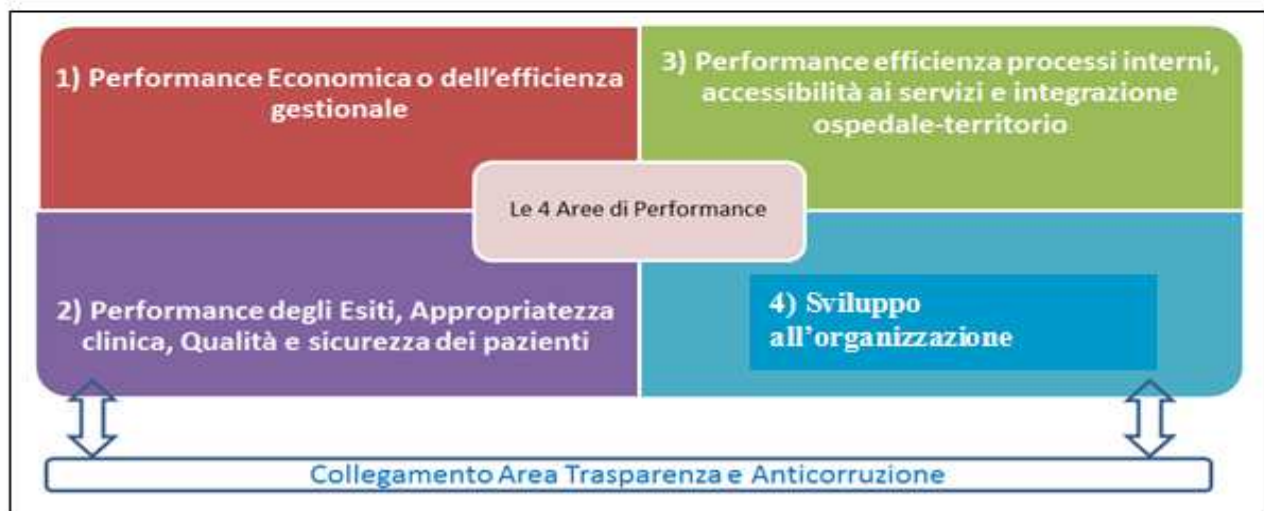 1) Performance Economica o dell’efficienza
gestionale
3) Performance efficienza processi interni,
accessibilità ai servizi e integrazione
ospedale-territorio
Le 4 Aree di Performance
2) Performance degli Esiti, Appropriatezza
clinica, Qualità e sicurezza dei pazienti
4) Sviluppo
all’organizzazione
Collegamento Area Trasparenza e Anticorruzione